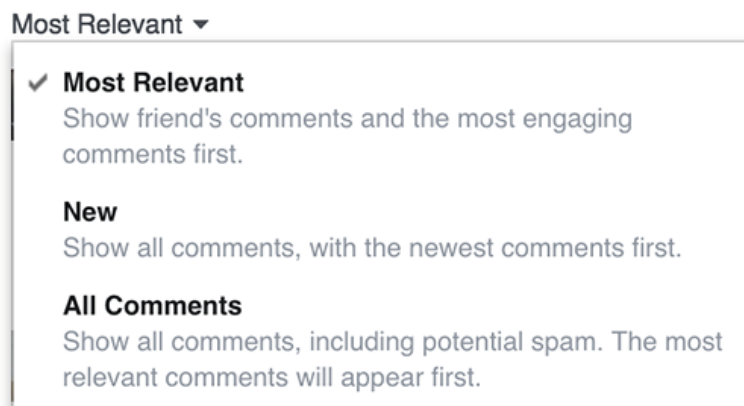 Most Relevant
Most Relevant
Show friend's comments and the most engaging
comments first.
New
Show all comments, with the newest comments first.
All Comments
Show all comments, including potential spam. The most
relevant comments will appear first.